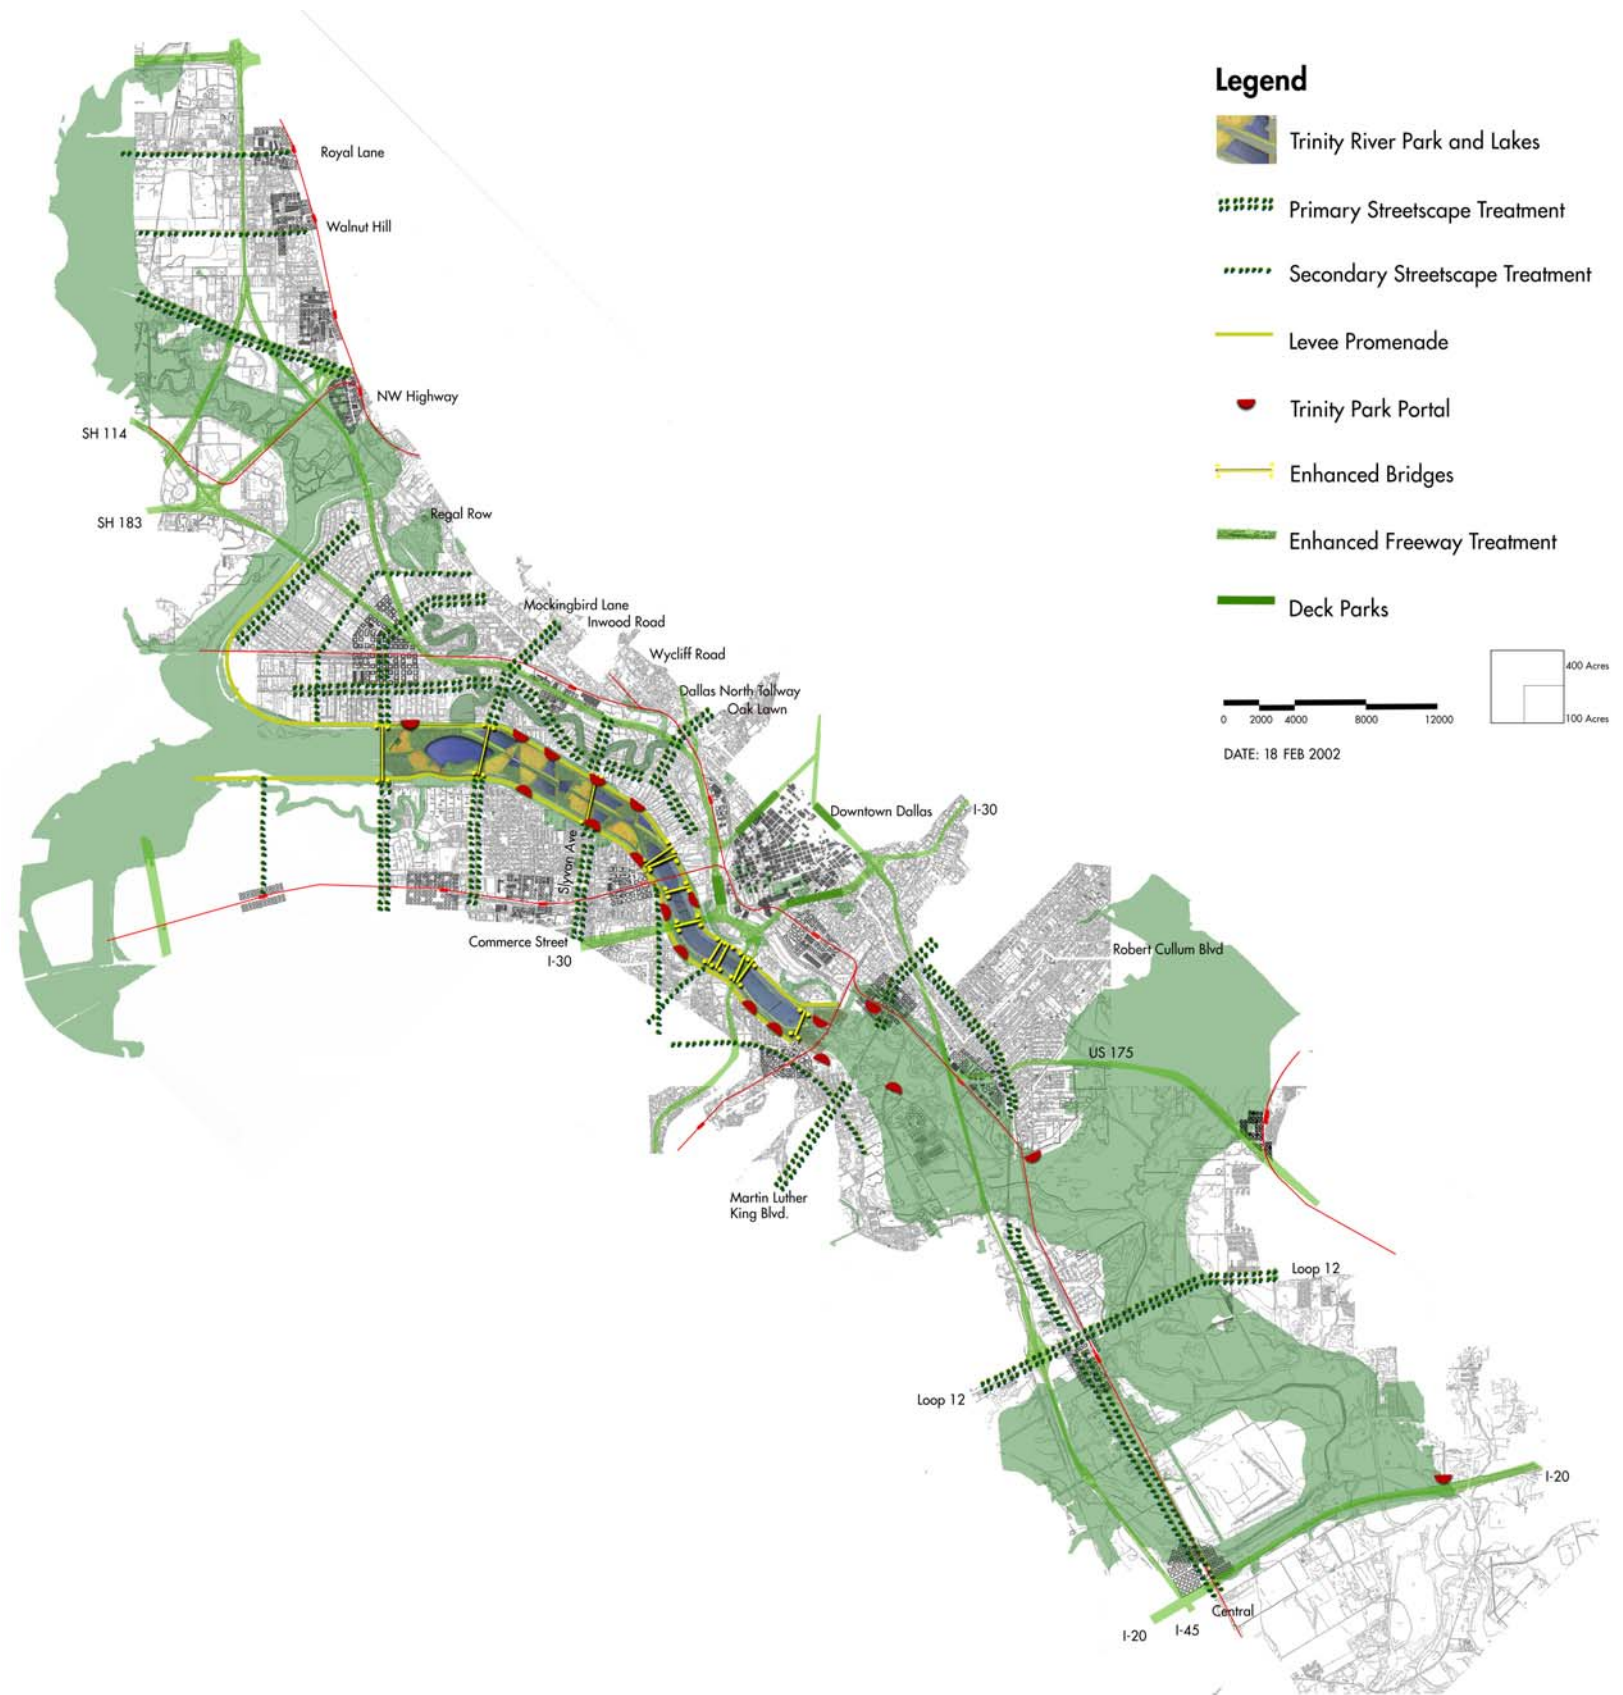 Legend
Trinity River Park and Lakes
Primary Streetscape Treatment
Secondary Streetscape Treatment
Levee Promenade
Trinity Park Portal
Enhanced Bridges
Enhanced Freeway Treatment
Deck Parks
400 Acres
100 Acres
0 2000 4000 8000 12000
DATE: 18 FEB 2002
Royal Lane
Walnut Hill
NW Highway
SH 114
SH 183
Regal Row
Mockingbird Lane
Inwood Road
Wycliff Road
Dallas North Tollway
Oak Lawn
Downtown Dallas
I-30
Slyvan Ave
Commerce Street
I-30
Robert Cullum Blvd
US 175
Martin Luther
King Blvd.
Loop 12
Loop 12
I-20
Central
I-20
I-45